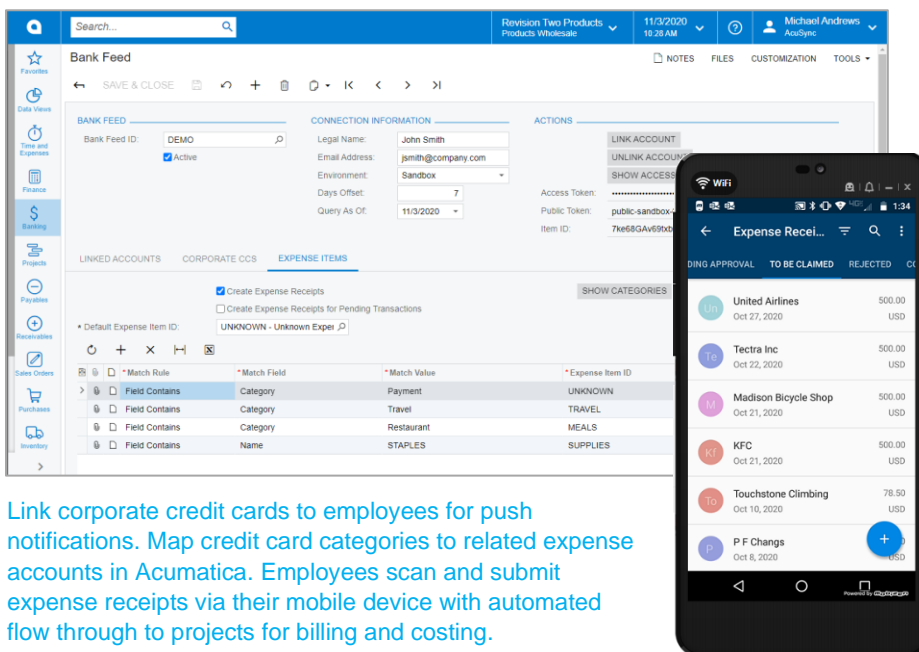 Search...
Revision Two Products
Products Wholesale
11/3/2020
10:28 AM
Michael Andrews
AcuSync
Favorites
Data Views
Time and
Expenses
Finance
Banking
Projects
Payables
Receivables
Sales Orders
Purchases
Inventory
Bank Feed
NOTES FILES CUSTOMIZATION TOOLS
SAVE & CLOSE
BANK FEED
Bank Feed ID: DEMO
Active
CONNECTION INFORMATION
Legal Name: John Smith
Email Address: jsmith@company.com
Environment: Sandbox
Days Offset: 7
Query As Of: 11/3/2020
ACTIONS
LINK ACCOUNT
UNLINK ACCOUNT
SHOW ACCESS
Access Token:
Public Token: public-sandbox-
Item ID: 7ke68GAv69txb
LINKED ACCOUNTS CORPORATE CCS EXPENSE ITEMS
Create Expense Receipts
SHOW CATEGORIES
Create Expense Receipts for Pending Transactions
* Default Expense Item ID: UNKNOWN - Unknown Exper
* Match Rule * Match Field * Match Value * Expense Item ID
Field Contains Category Payment UNKNOWN
Field Contains Category Travel TRAVEL
Field Contains Category Restaurant MEALS
Field Contains Name STAPLES SUPPLIES
WiFi
1:34
Expense Recei...
DING APPROVAL TO BE CLAIMED REJECTED CO
Un United Airlines 500.00
Oct 27, 2020 USD
Te Tectra Inc 500.00
Oct 22, 2020 USD
M Madison Bicycle Shop 500.00
Oct 21, 2020 USD
Kf KFC 500.00
Oct 21, 2020 USD
To Touchstone Climbing 78.50
Oct 10, 2020 USD
P P F Changs
Oct 8, 2020 USD
Powered by
Link corporate credit cards to employees for push
notifications. Map credit card categories to related expense
accounts in Acumatica. Employees scan and submit
expense receipts via their mobile device with automated
flow through to projects for billing and costing.